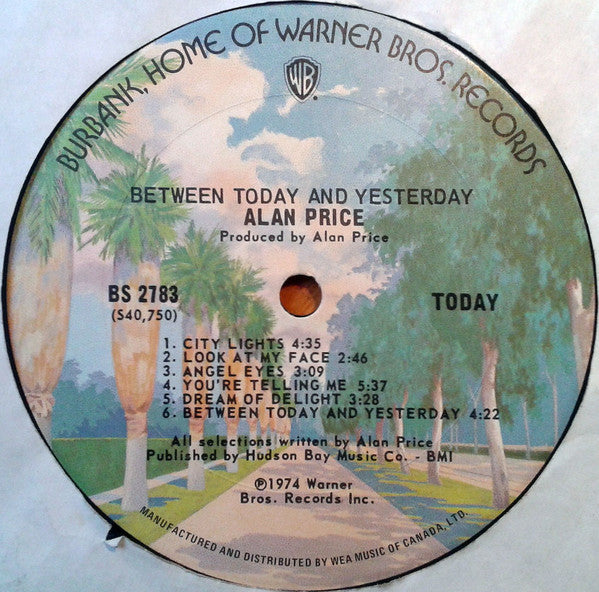 BURBANK, HOME OF WARNER BROS. RECORDS
WB
BETWEEN TODAY AND YESTERDAY
ALAN PRICE
Produced by Alan Price
BS 2783
(S40,750)
TODAY
1. CITY LIGHTS 4:35
2. LOOK AT MY FACE 2:46
3. ANGEL EYES 3:09
4. YOU'RE TELLING ME 5:37
5. DREAM OF DELIGHT 3:28
6. BETWEEN TODAY AND YESTERDAY 4:22
All selections written by Alan Price
Published by Hudson Bay Music Co. - BMI
℗1974 Warner
Bros. Records Inc.
MANUFACTURED AND DISTRIBUTED BY WEA MUSIC OF CANADA, LTD.